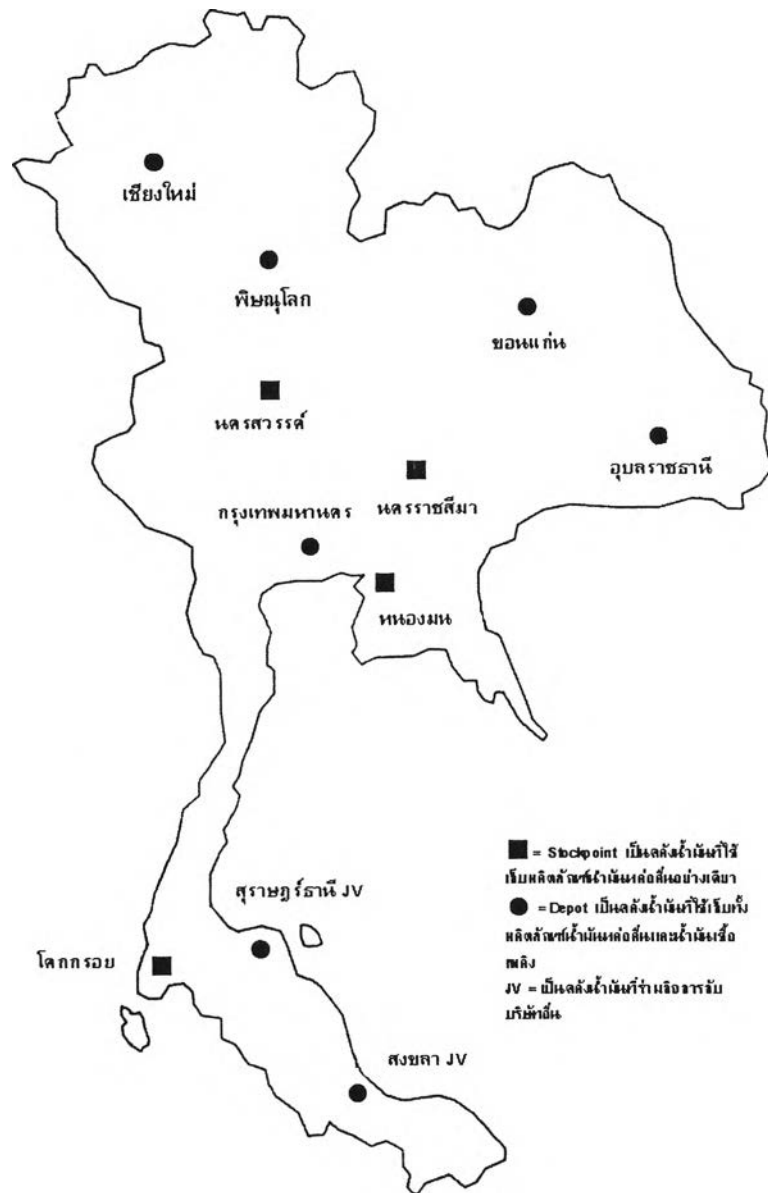 เชียงใหม่
พิษณุโลก
ขอนแก่น
นครสวรรค์
อุบลราชธานี
กรุงเทพมหานคร
นครราชสีมา
หนองมน
= Stockpoint เป็นคลังน้ำมันที่ใช้
เก็บผลิตภัณฑ์น้ำมันหล่อลื่นอย่างเดียว
สุราษฎร์ธานี JV
= Depot เป็นคลังน้ำมันที่ใช้เก็บทั้ง
ผลิตภัณฑ์น้ำมันหล่อลื่นและน้ำมันเชื้อ
เพลิง
โคกกรอย
JV = เป็นคลังน้ำมันที่ร่วมกิจการกับ
บริษัทอื่น
สงขลา JV